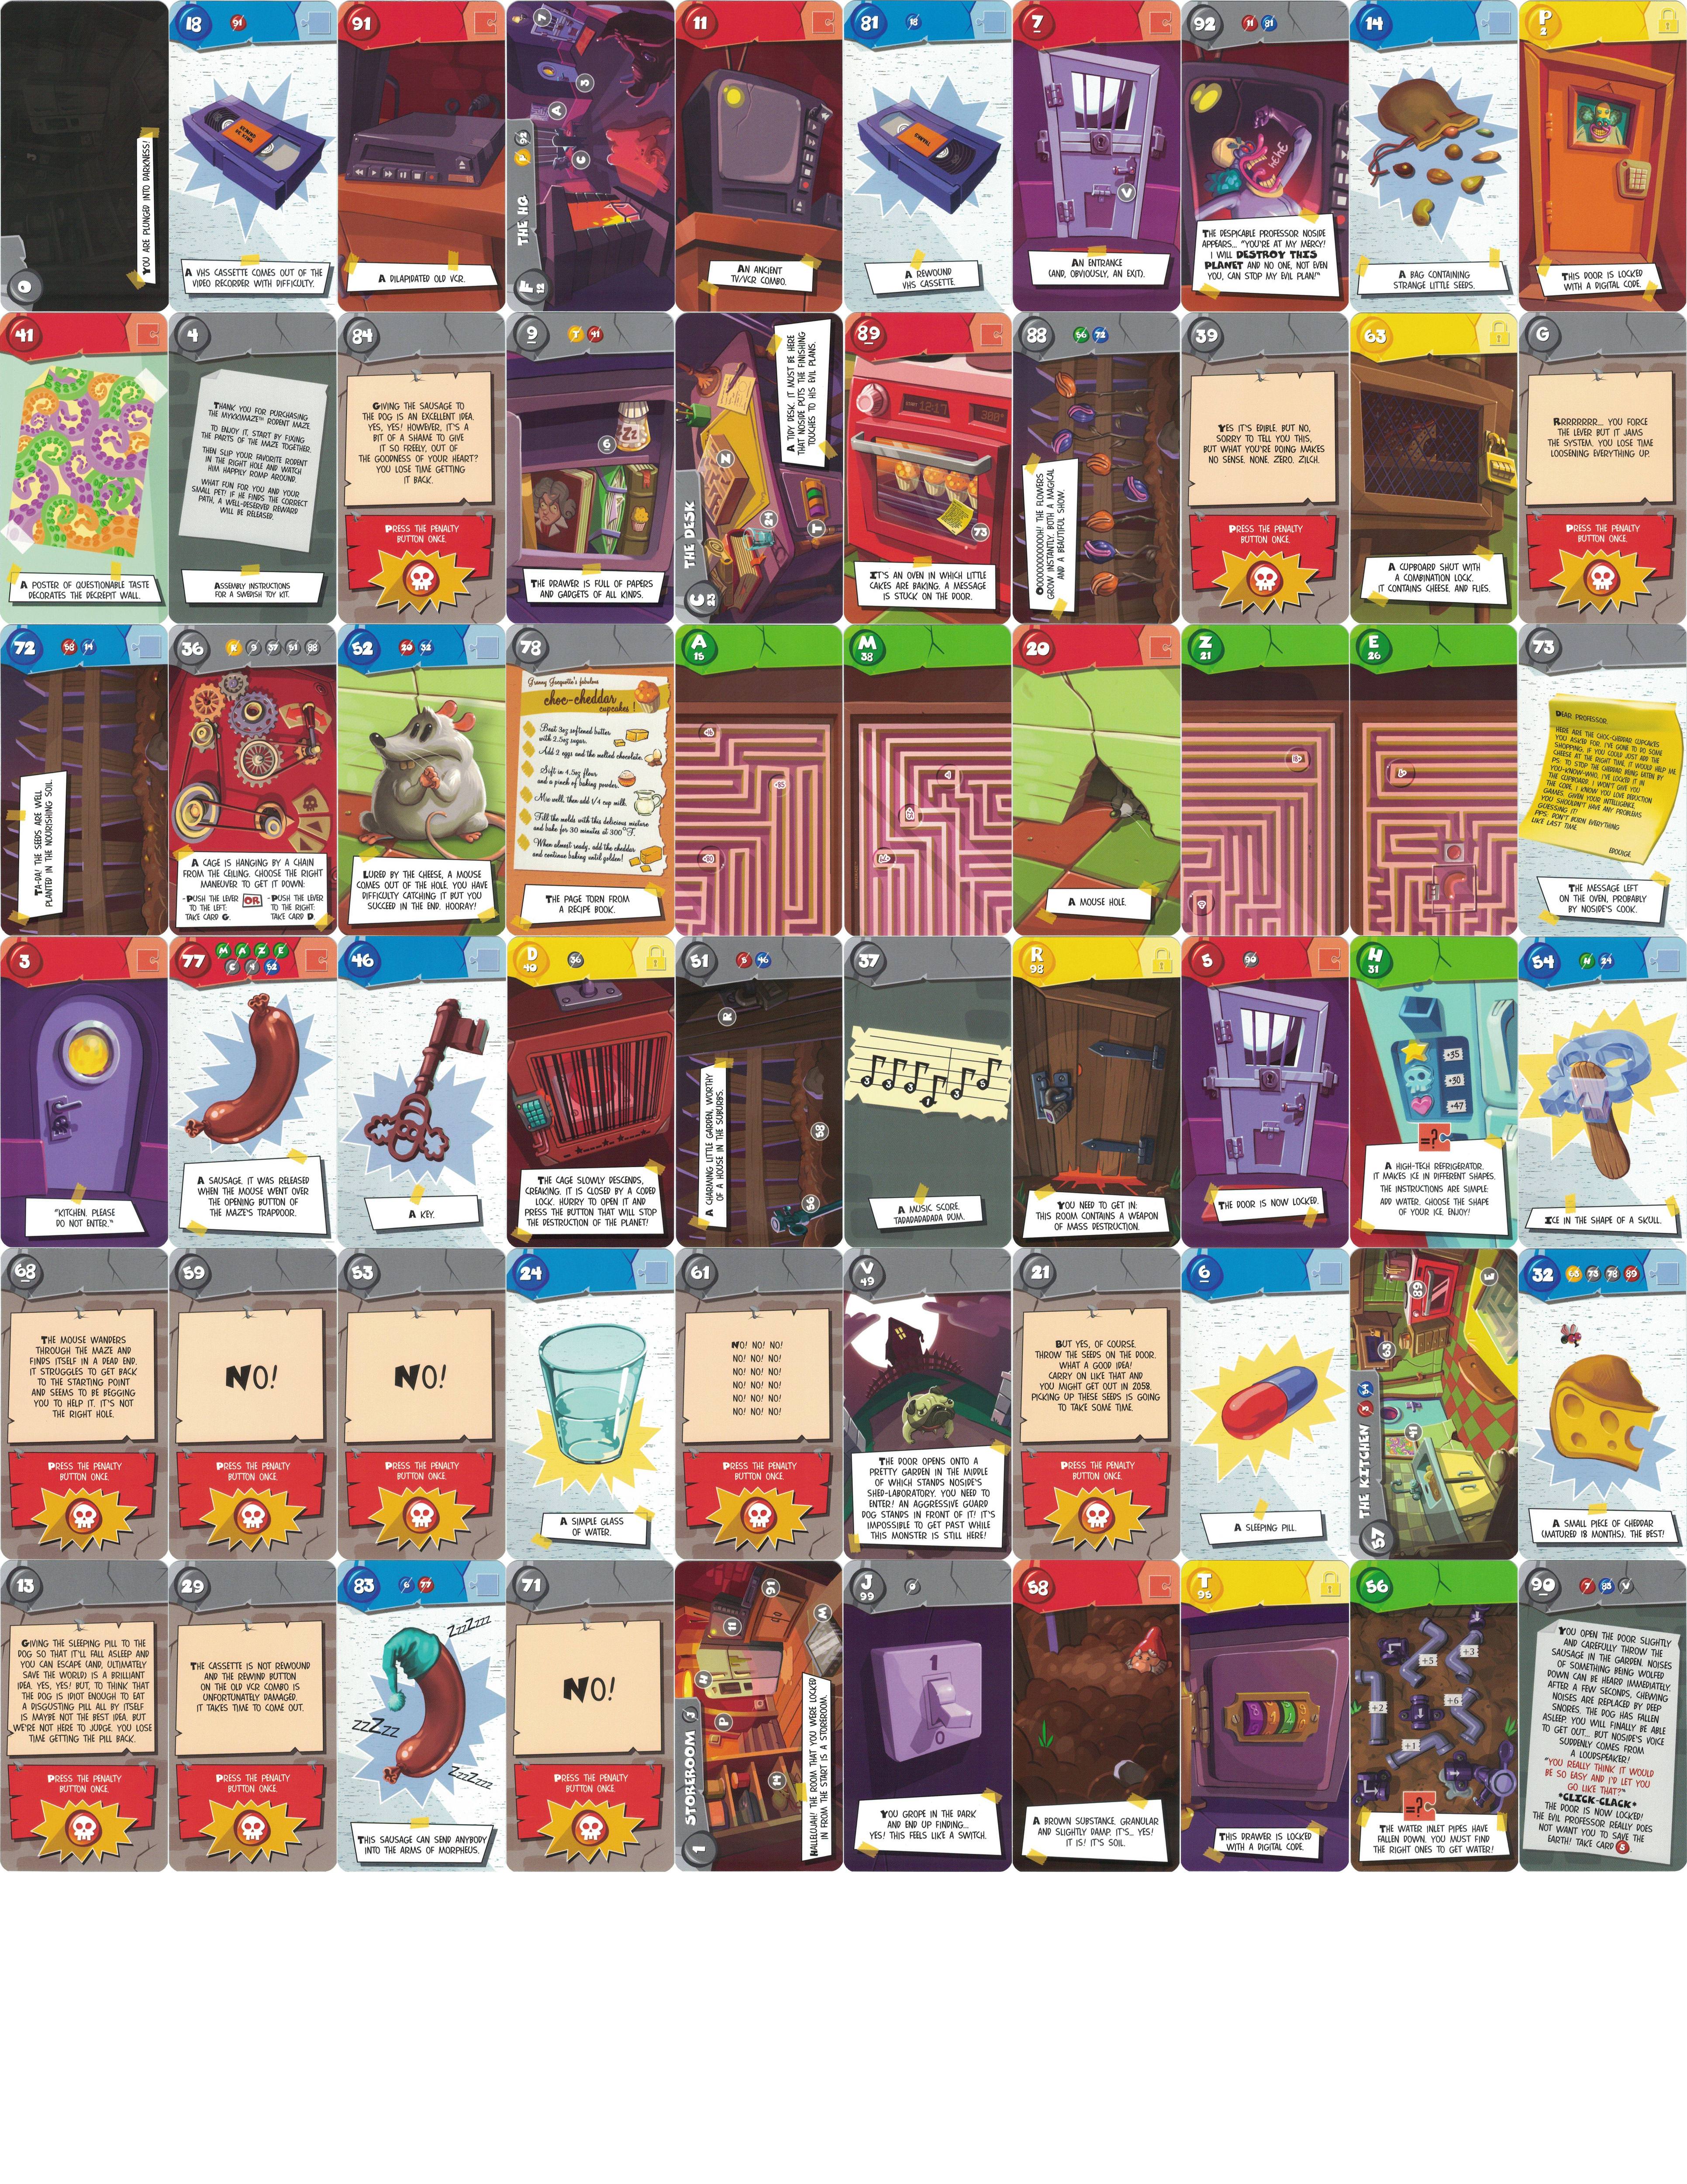 0
YOU ARE PLUNGED INTO DARKNESS!
18
91
A VHS CASSETTE COMES OUT OF THE
VIDEO RECORDER WITH DIFFICULTY.
91
A DILAPIDATED OLD VCR.
F
12
THE HQ
P
92
C
A
3
7
11
AN ANCIENT
TV/VCR COMBO.
81
18
A REWOUND
VHS CASSETTE.
7
V
AN ENTRANCE
(AND, OBVIOUSLY, AN EXIT).
92
11
81
HEHE
THE DESPICABLE PROFESSOR NOSIDE
APPEARS... "YOU'RE AT MY MERCY!
I WILL DESTROY THIS
PLANET AND NO ONE, NOT EVEN
YOU, CAN STOP MY EVIL PLAN!"
14
A BAG CONTAINING
STRANGE LITTLE SEEDS.
P
2
THIS DOOR IS LOCKED
WITH A DIGITAL CODE.
41
A POSTER OF QUESTIONABLE TASTE
DECORATES THE DECREPIT WALL.
4
THANK YOU FOR PURCHASING
THE MYKKIMAZE™ RODENT MAZE.
TO ENJOY IT, START BY FIXING
THE PARTS OF THE MAZE TOGETHER.
THEN SLIP YOUR FAVORITE RODENT
IN THE RIGHT HOLE AND WATCH
HIM HAPPILY ROMP AROUND.
WHAT FUN FOR YOU AND YOUR
SMALL PET! IF HE FINDS THE CORRECT
PATH, A WELL-DESERVED REWARD
WILL BE RELEASED.
ASSEMBLY INSTRUCTIONS
FOR A SWEDISH TOY KIT.
84
GIVING THE SAUSAGE TO
THE DOG IS AN EXCELLENT IDEA.
YES, YES! HOWEVER, IT'S A
BIT OF A SHAME TO GIVE
IT SO FREELY, OUT OF
THE GOODNESS OF YOUR HEART?
YOU LOSE TIME GETTING
IT BACK.
PRESS THE PENALTY
BUTTON ONCE.
9
T
41
6
Zz
THE DRAWER IS FULL OF PAPERS
AND GADGETS OF ALL KINDS.
C
23
THE DESK
Z
24
T
A TIDY DESK. IT MUST BE HERE
THAT NOSIDE PUTS THE FINISHING
TOUCHES TO HIS EVIL PLANS.
89
12:17
380°
73
IT'S AN OVEN IN WHICH LITTLE
CAKES ARE BAKING. A MESSAGE
IS STUCK ON THE DOOR.
88
56
72
OOOOOOOOOOOH! THE FLOWERS
GROW INSTANTLY. BOTH A MAGICAL
AND A BEAUTIFUL SHOW.
39
YES IT'S EDIBLE. BUT NO,
SORRY TO TELL YOU THIS,
BUT WHAT YOU'RE DOING MAKES
NO SENSE. NONE. ZERO. ZILCH.
PRESS THE PENALTY
BUTTON ONCE.
63
A CUPBOARD SHUT WITH
A COMBINATION LOCK.
IT CONTAINS CHEESE. AND FLIES.
G
RRRRRRRR... YOU FORCE
THE LEVER BUT IT JAMS
THE SYSTEM. YOU LOSE TIME
LOOSENING EVERYTHING UP.
PRESS THE PENALTY
BUTTON ONCE.
72
58
14
TA-DA! THE SEEDS ARE WELL
PLANTED IN THE NOURISHING SOIL.
36
R
9
37
51
88
A CAGE IS HANGING BY A CHAIN
FROM THE CEILING. CHOOSE THE RIGHT
MANEUVER TO GET IT DOWN:
-PUSH THE LEVER
TO THE LEFT:
TAKE CARD G.
OR
-PUSH THE LEVER
TO THE RIGHT:
TAKE CARD D.
52
20
32
LURED BY THE CHEESE, A MOUSE
COMES OUT OF THE HOLE. YOU HAVE
DIFFICULTY CATCHING IT BUT YOU
SUCCEED IN THE END. HOORAY!
78
Granny Jacquotte's fabulous
choc-cheddar
cupcakes!
Beat 3oz softened butter
with 2.5oz sugar.
Add 2 eggs and the melted chocolate.
Sift in 4.5oz flour
and a pinch of baking powder.
Mix well, then add 1/4 cup milk.
Fill the molds with this delicious mixture
and bake for 30 minutes at 300°F.
When almost ready, add the cheddar
and continue baking until golden!
THE PAGE TORN FROM
A RECIPE BOOK.
A
15
M
38
20
A MOUSE HOLE.
Z
21
E
26
73
DEAR PROFESSOR,
HERE ARE THE CHOC-CHEDDAR CUPCAKES
YOU ASKED FOR. I'VE GONE TO DO SOME
SHOPPING. IF YOU COULD JUST ADD THE
CHEESE AT THE RIGHT TIME, IT WOULD HELP ME.
PS: TO STOP THE CHEDDAR BEING EATEN BY
YOU-KNOW-WHO, I'VE LOCKED IT IN
THE CUPBOARD. I WON'T GIVE YOU
THE CODE, I KNOW YOU LOVE DEDUCTION
GAMES. GIVEN YOUR INTELLIGENCE,
YOU SHOULDN'T HAVE ANY PROBLEMS
GUESSING IT!
PPS: DON'T BURN EVERYTHING
LIKE LAST TIME.
EDOUIGE.
THE MESSAGE LEFT
ON THE OVEN, PROBABLY
BY NOSIDE'S COOK.
3
"KITCHEN, PLEASE
DO NOT ENTER."
77
M
A
Z
E
C
4
52
A SAUSAGE. IT WAS RELEASED
WHEN THE MOUSE WENT OVER
THE OPENING BUTTON OF
THE MAZE'S TRAPDOOR.
46
A KEY.
D
40
36
THE CAGE SLOWLY DESCENDS,
CREAKING. IT IS CLOSED BY A CODED
LOCK. HURRY TO OPEN IT AND
PRESS THE BUTTON THAT WILL STOP
THE DESTRUCTION OF THE PLANET!
51
5
46
R
58
56
A CHARMING LITTLE GARDEN, WORTHY
OF A HOUSE IN THE SUBURBS.
37
A MUSIC SCORE.
TADADADADADA DUM.
R
98
YOU NEED TO GET IN:
THIS ROOM CONTAINS A WEAPON
OF MASS DESTRUCTION.
5
90
THE DOOR IS NOW LOCKED.
H
31
+35
+30
+47
=?
A HIGH-TECH REFRIGERATOR.
IT MAKES ICE IN DIFFERENT SHAPES.
THE INSTRUCTIONS ARE SIMPLE:
ADD WATER, CHOOSE THE SHAPE
OF YOUR ICE, ENJOY!
54
H
24
ICE IN THE SHAPE OF A SKULL.
68
THE MOUSE WANDERS
THROUGH THE MAZE AND
FINDS ITSELF IN A DEAD END.
IT STRUGGLES TO GET BACK
TO THE STARTING POINT
AND SEEMS TO BE BEGGING
YOU TO HELP IT. IT'S NOT
THE RIGHT HOLE.
PRESS THE PENALTY
BUTTON ONCE.
59
NO!
PRESS THE PENALTY
BUTTON ONCE.
53
NO!
PRESS THE PENALTY
BUTTON ONCE.
24
A SIMPLE GLASS
OF WATER.
61
NO! NO! NO!
NO! NO! NO!
NO! NO! NO!
NO! NO! NO!
NO! NO! NO!
NO! NO! NO!
PRESS THE PENALTY
BUTTON ONCE.
V
49
THE DOOR OPENS ONTO A
PRETTY GARDEN IN THE MIDDLE
OF WHICH STANDS NOSIDE'S
SHED-LABORATORY. YOU NEED TO
ENTER! AN AGGRESSIVE GUARD
DOG STANDS IN FRONT OF IT! IT'S
IMPOSSIBLE TO GET PAST WHILE
THIS MONSTER IS STILL HERE!
21
BUT YES, OF COURSE.
THROW THE SEEDS ON THE DOOR.
WHAT A GOOD IDEA!
CARRY ON LIKE THAT AND
YOU MIGHT GET OUT IN 2058.
PICKING UP THESE SEEDS IS GOING
TO TAKE SOME TIME.
PRESS THE PENALTY
BUTTON ONCE.
6
A SLEEPING PILL.
57
THE KITCHEN
3
54
41
63
89
E
32
63
73
78
89
A SMALL PIECE OF CHEDDAR
(MATURED 18 MONTHS). THE BEST!
13
GIVING THE SLEEPING PILL TO THE
DOG SO THAT IT'LL FALL ASLEEP AND
YOU CAN ESCAPE (AND, ULTIMATELY
SAVE THE WORLD) IS A BRILLIANT
IDEA. YES, YES! BUT, TO THINK THAT
THE DOG IS IDIOT ENOUGH TO EAT
A DISGUSTING PILL ALL BY ITSELF
IS MAYBE NOT THE BEST IDEA. BUT
WE'RE NOT HERE TO JUDGE. YOU LOSE
TIME GETTING THE PILL BACK.
PRESS THE PENALTY
BUTTON ONCE.
29
THE CASSETTE IS NOT REWOUND
AND THE REWIND BUTTON
ON THE OLD VCR COMBO IS
UNFORTUNATELY DAMAGED.
IT TAKES TIME TO COME OUT.
PRESS THE PENALTY
BUTTON ONCE.
83
6
77
ZzZzzz
zzZzzz
ZzzZzz
THIS SAUSAGE CAN SEND ANYBODY
INTO THE ARMS OF MORPHEUS.
71
NO!
PRESS THE PENALTY
BUTTON ONCE.
1
STOREROOM
J
14
P
H
11
91
M
HALLELUJAH! THE ROOM THAT YOU WERE LOCKED
IN FROM THE START IS A STOREROOM.
J
99
0
1
0
YOU GROPE IN THE DARK
AND END UP FINDING...
YES! THIS FEELS LIKE A SWITCH.
58
A BROWN SUBSTANCE, GRANULAR
AND SLIGHTLY DAMP. IT'S... YES!
IT IS! IT'S SOIL.
T
95
THIS DRAWER IS LOCKED
WITH A DIGITAL CODE.
56
+3
+5
+2
+6
+1
=?
THE WATER INLET PIPES HAVE
FALLEN DOWN. YOU MUST FIND
THE RIGHT ONES TO GET WATER!
90
7
83
V
YOU OPEN THE DOOR SLIGHTLY
AND CAREFULLY THROW THE
SAUSAGE IN THE GARDEN. NOISES
OF SOMETHING BEING WOLFED
DOWN CAN BE HEARD IMMEDIATELY.
AFTER A FEW SECONDS, CHEWING
NOISES ARE REPLACED BY DEEP
SNORES. THE DOG HAS FALLEN
ASLEEP. YOU WILL FINALLY BE ABLE
TO GET OUT... BUT NOSIDE'S VOICE
SUDDENLY COMES FROM
A LOUDSPEAKER!
"YOU REALLY THINK IT WOULD
BE SO EASY AND I'D LET YOU
GO LIKE THAT?"
*CLICK-CLACK*
THE DOOR IS NOW LOCKED!
THE EVIL PROFESSOR REALLY DOES
NOT WANT YOU TO SAVE THE
EARTH! TAKE CARD 5.